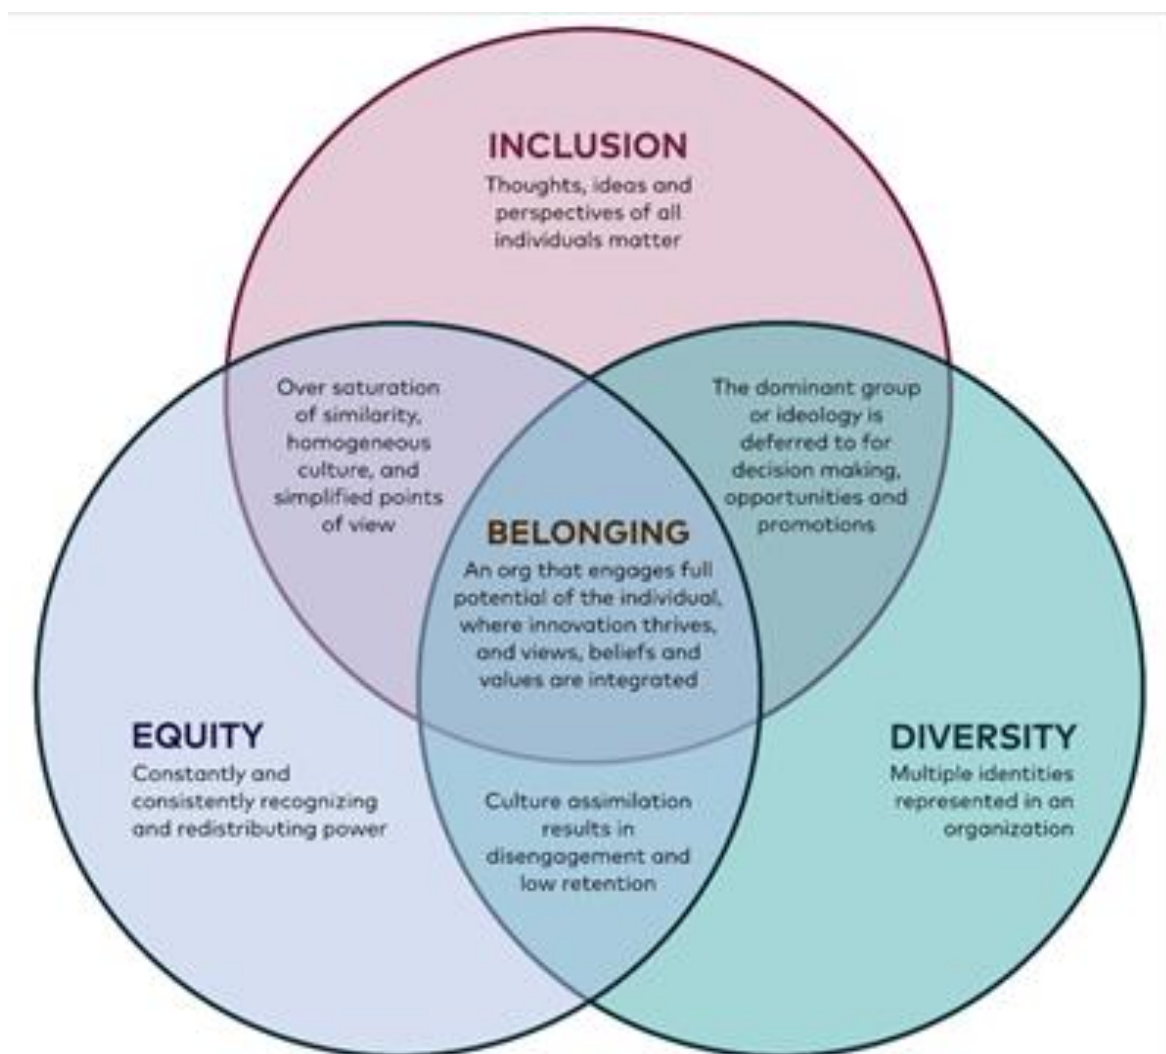 INCLUSION
Thoughts, ideas and
perspectives of all
individuals matter
Over saturation
of similarity,
homogeneous
culture, and
simplified points
of view
The dominant group
or ideology is
deferred to for
decision making,
opportunities and
promotions
BELONGING
An org that engages full
potential of the individual,
where innovation thrives,
and views, beliefs and
values are integrated
EQUITY
Constantly and
consistently recognizing
and redistributing power
DIVERSITY
Multiple identities
represented in an
organization
Culture assimilation
results in
disengagement and
low retention